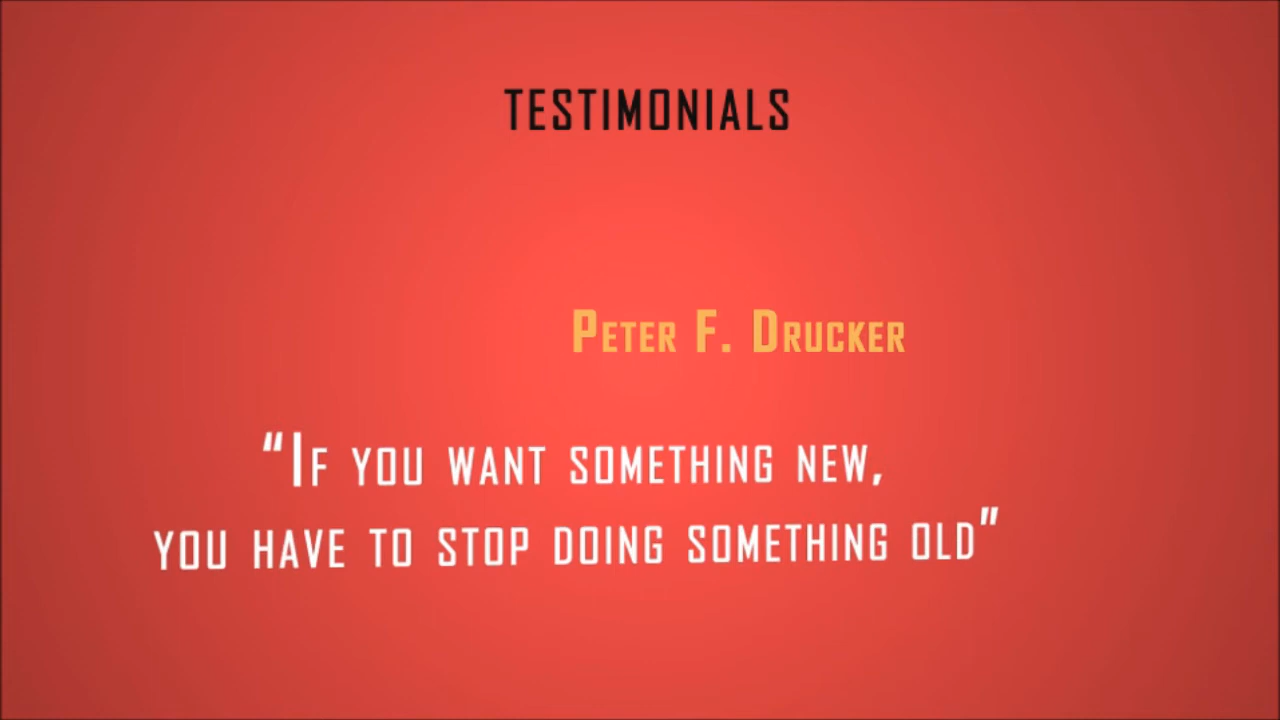 TESTIMONIALS
PETER F. DRUCKER
“IF YOU WANT SOMETHING NEW,
YOU HAVE TO STOP DOING SOMETHING OLD”